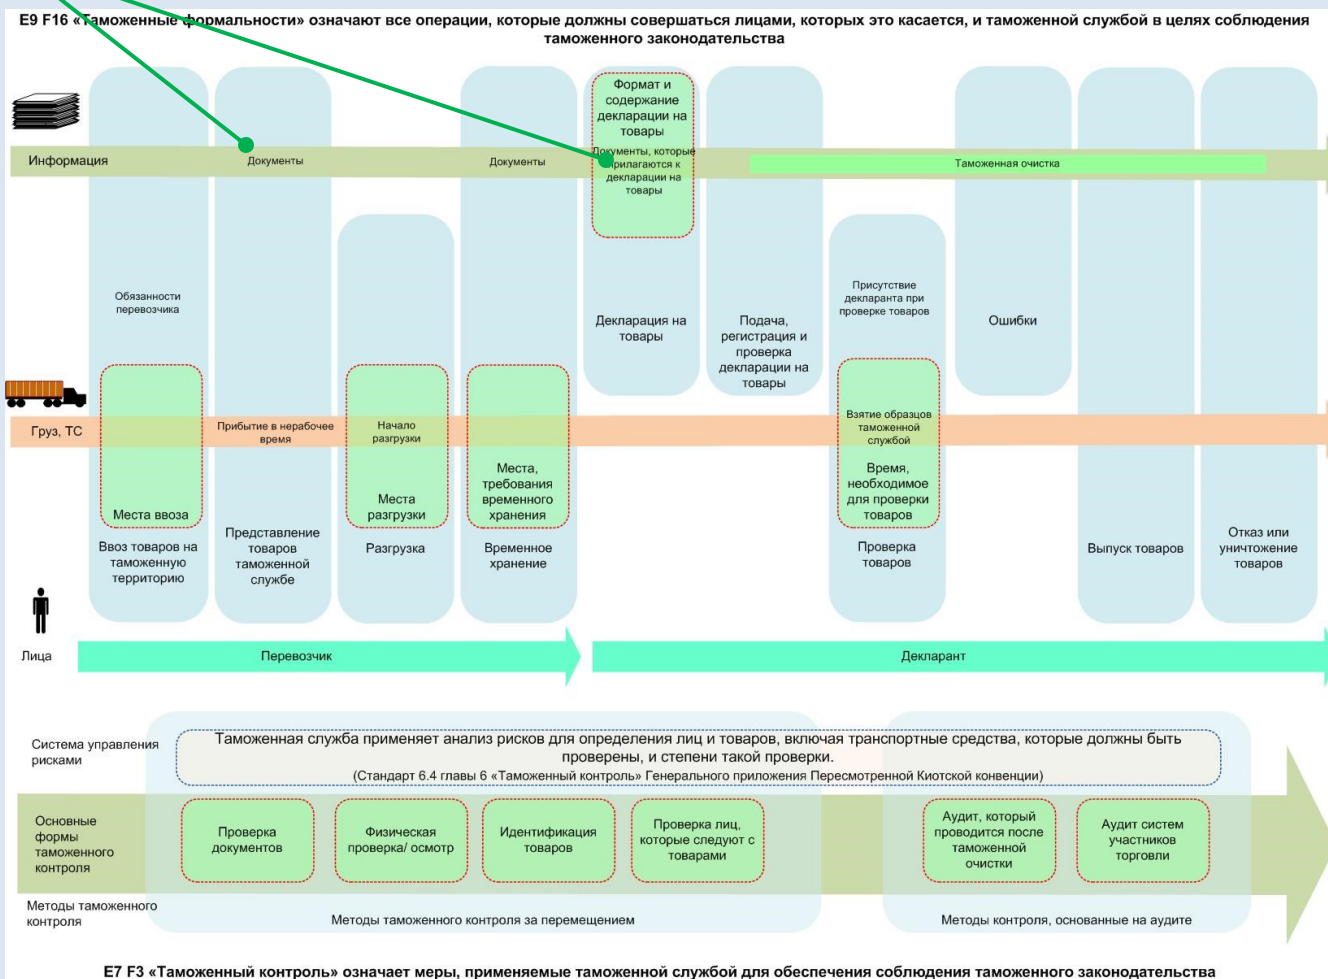 E9 F16 «Таможенные формальности» означают все операции, которые должны совершаться лицами, которых это касается, и таможенной службой в целях соблюдения
таможенного законодательства
Формат и
содержание
декларации на
товары
Документы, которые
прилагаются к
декларации на
товары
Информация
Документы
Документы
Таможенная очистка
Обязанности
перевозчика
Присутствие
декларанта при
проверке товаров
Декларация на
товары
Подача,
регистрация и
проверка
декларации на
товары
Ошибки
Груз, ТС
Прибытие в нерабочее
время
Начало
разгрузки
Взятие образцов
таможенной
службой
Места ввоза
Места
разгрузки
Места,
требования
временного
хранения
Время,
необходимое
для проверки
товаров
Ввоз товаров на
таможенную
территорию
Представление
товаров
таможенной
службе
Разгрузка
Временное
хранение
Проверка
товаров
Выпуск товаров
Отказ или
уничтожение
товаров
Лица
Перевозчик
Декларант
Система управления
рисками
Таможенная служба применяет анализ рисков для определения лиц и товаров, включая транспортные средства, которые должны быть
проверены, и степени такой проверки.
(Стандарт 6.4 главы 6 «Таможенный контроль» Генерального приложения Пересмотренной Киотской конвенции)
Основные
формы
таможенного
контроля
Проверка
документов
Физическая
проверка/ осмотр
Идентификация
товаров
Проверка лиц,
которые следуют с
товарами
Аудит, который
проводится после
таможенной
очистки
Аудит систем
участников
торговли
Методы таможенного
контроля
Методы таможенного контроля за перемещением
Методы контроля, основанные на аудите
E7 F3 «Таможенный контроль» означает меры, применяемые таможенной службой для обеспечения соблюдения таможенного законодательства